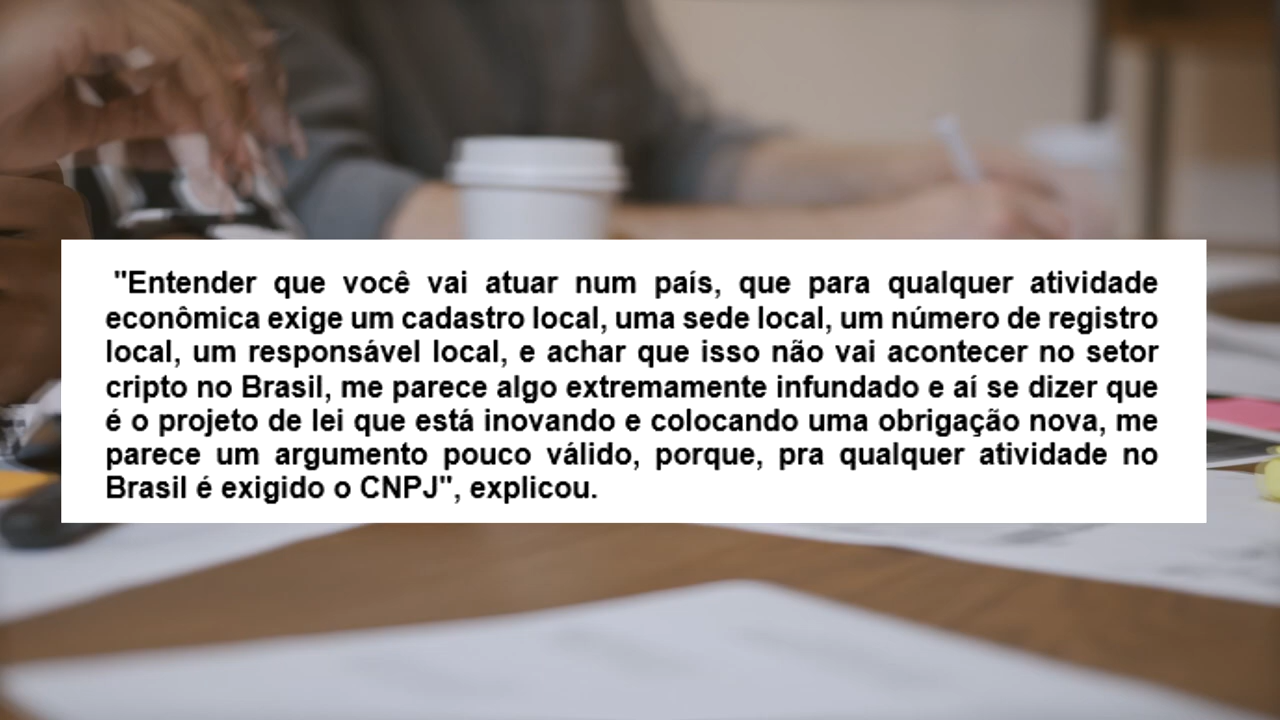 "Entender que você vai atuar num país, que para qualquer atividade
econômica exige um cadastro local, uma sede local, um número de registro
local, um responsável local, e achar que isso não vai acontecer no setor
cripto no Brasil, me parece algo extremamente infundado e aí se dizer que
é o projeto de lei que está inovando e colocando uma obrigação nova, me
parece um argumento pouco válido, porque, pra qualquer atividade no
Brasil é exigido o CNPJ", explicou.